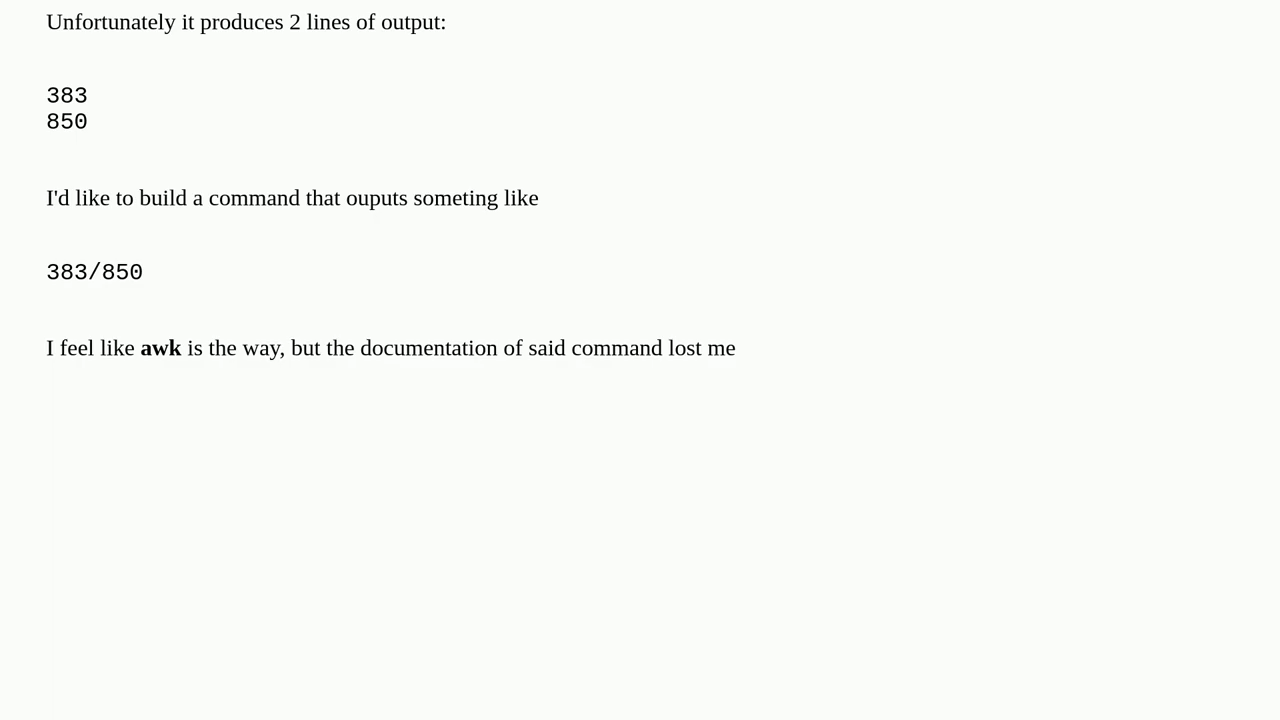 Unfortunately it produces 2 lines of output:
383
850
I'd like to build a command that ouputs someting like
383/850
I feel like awk is the way, but the documentation of said command lost me